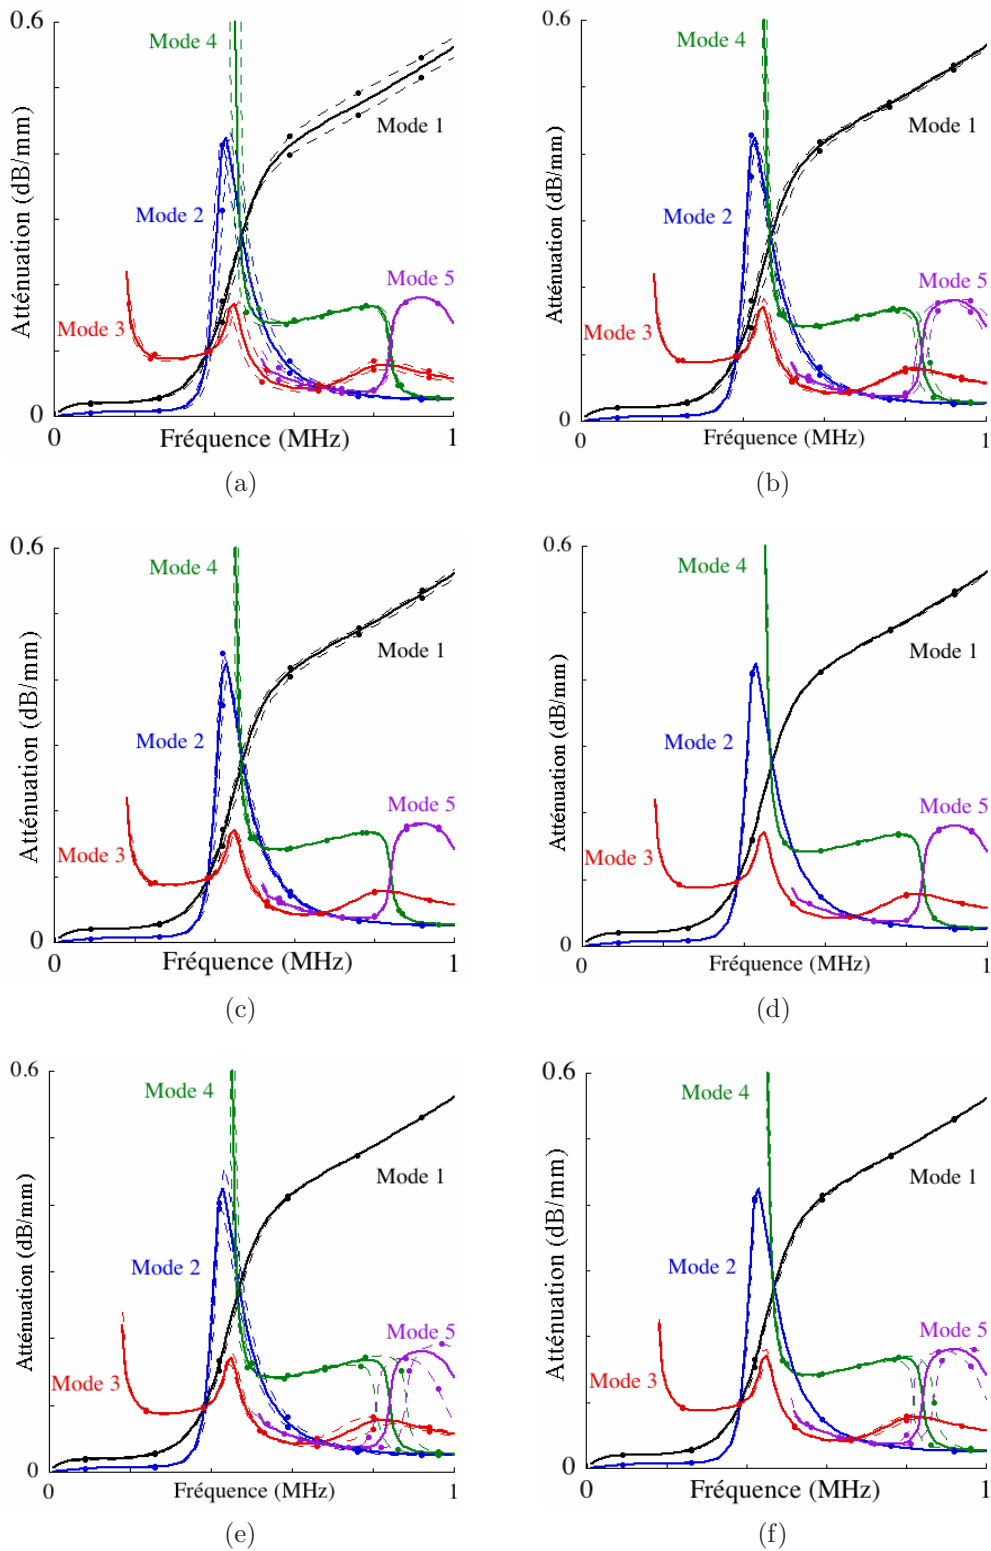 0.6
Mode 4
Mode 1
Mode 2
Mode 5
Mode 3
Atténuation (dB/mm)
0
0
Fréquence (MHz)
1
(a)
0.6
Mode 4
Mode 1
Mode 2
Mode 5
Mode 3
Atténuation (dB/mm)
0
0
Fréquence (MHz)
1
(b)
0.6
Mode 4
Mode 1
Mode 2
Mode 5
Mode 3
Atténuation (dB/mm)
0
0
Fréquence (MHz)
1
(c)
0.6
Mode 4
Mode 1
Mode 2
Mode 5
Mode 3
Atténuation (dB/mm)
0
0
Fréquence (MHz)
1
(d)
0.6
Mode 4
Mode 1
Mode 2
Mode 5
Mode 3
Atténuation (dB/mm)
0
0
Fréquence (MHz)
1
(e)
0.6
Mode 4
Mode 1
Mode 2
Mode 5
Mode 3
Atténuation (dB/mm)
0
0
Fréquence (MHz)
1
(f)